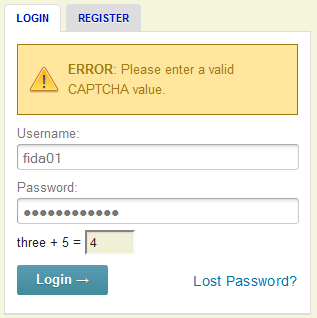 LOGIN REGISTER
ERROR: Please enter a valid
CAPTCHA value.
Username:
fida01
Password:
●●●●●●●●●●●●
three + 5 = 4
Login → Lost Password?